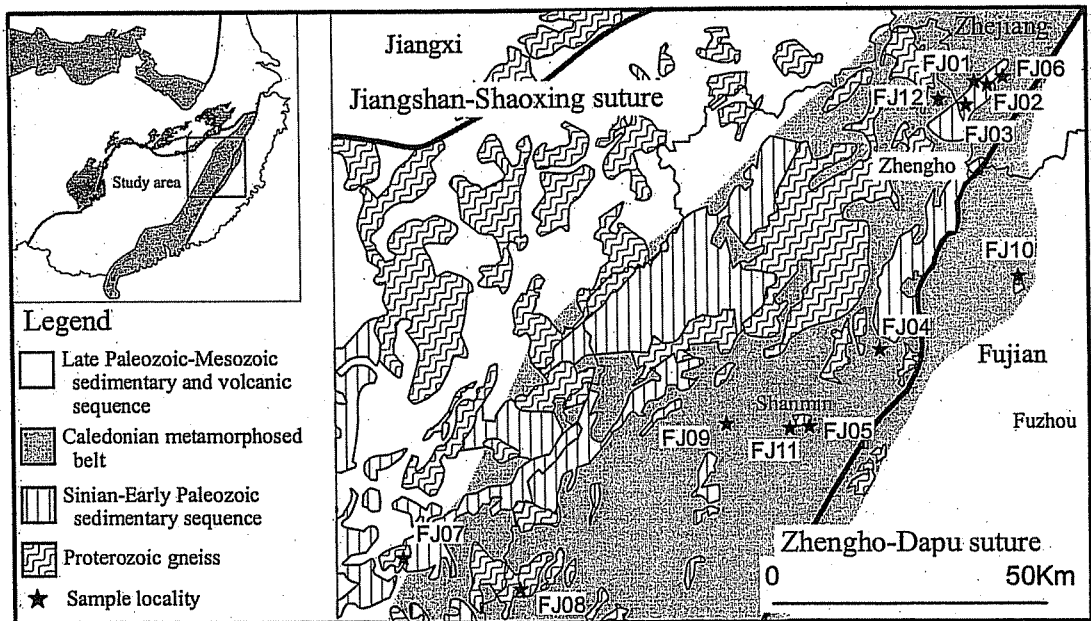 Zhejiang
Jiangxi
FJ01
FJ06
Jiangshan-Shaoxing suture
FJ12
FJ02
FJ03
Zhengho
Study area
FJ10
Legend
FJ04
Late Paleozoic-Mesozoic
sedimentary and volcanic
sequence
Fujian
Shanmin
Fuzhou
Caledonian metamorphosed
belt
FJ09
FJ05
FJ11
Sinian-Early Paleozoic
sedimentary sequence
FJ07
Zhengho-Dapu suture
Proterozoic gneiss
0
50Km
Sample locality
FJ08